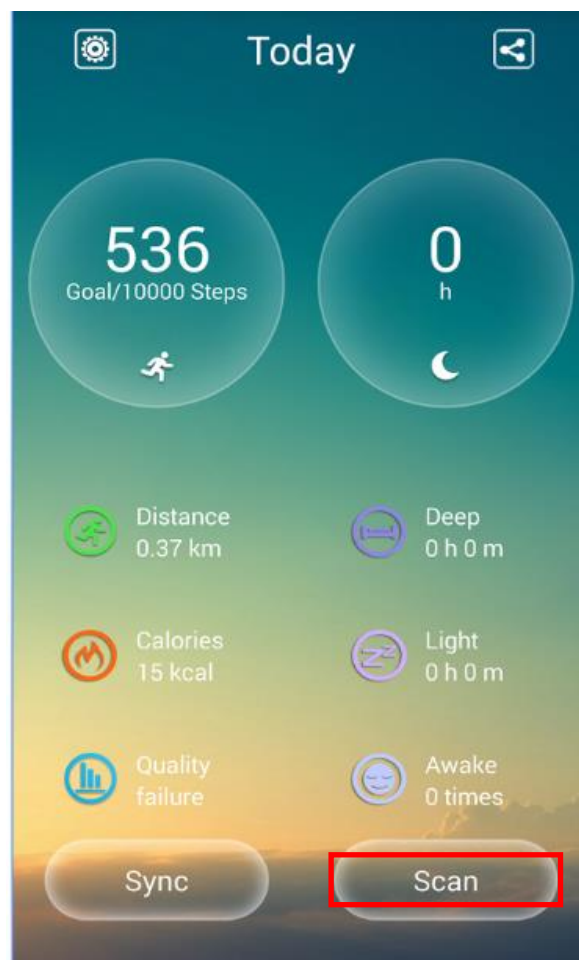 Today
536
Goal/10000 Steps
0
h
Distance
0.37 km
Deep
0 h 0 m
Calories
15 kcal
Light
0 h 0 m
Quality
failure
Awake
0 times
Sync
Scan